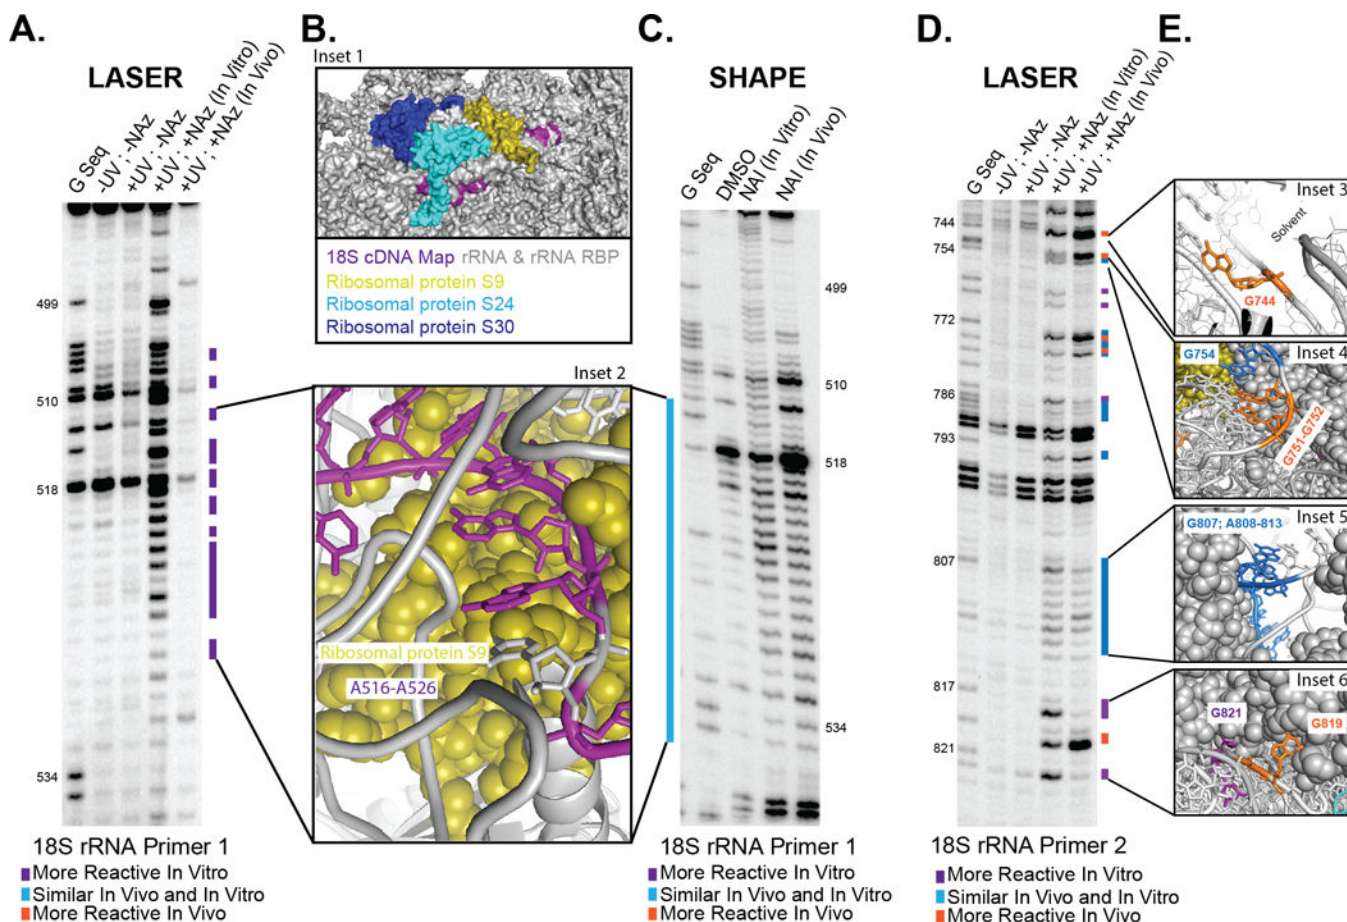 A.
LASER
G Seq
-UV ; -NAz
+UV ; -NAz
+UV ; +NAz (In Vitro)
+UV ; +NAz (In Vivo)
499
510
518
534
18S rRNA Primer 1
More Reactive In Vitro
Similar In Vivo and In Vitro
More Reactive In Vivo
B.
Inset 1
18S cDNA Map rRNA & rRNA RBP
Ribosomal protein S9
Ribosomal protein S24
Ribosomal protein S30
Inset 2
Ribosomal protein S9
A516-A526
C.
SHAPE
G Seq
DMSO
NAI (In Vitro)
NAI (In Vivo)
499
510
518
534
18S rRNA Primer 1
More Reactive In Vitro
Similar In Vivo and In Vitro
More Reactive In Vivo
D.
LASER
G Seq
-UV ; -NAz
+UV ; -NAz
+UV ; +NAz (In Vitro)
+UV ; +NAz (In Vivo)
744
754
772
786
793
807
817
821
18S rRNA Primer 2
More Reactive In Vitro
Similar In Vivo and In Vitro
More Reactive In Vivo
E.
Inset 3
Solvent
G744
Inset 4
G754
G751-G752
Inset 5
G807; A808-813
Inset 6
G821
G819